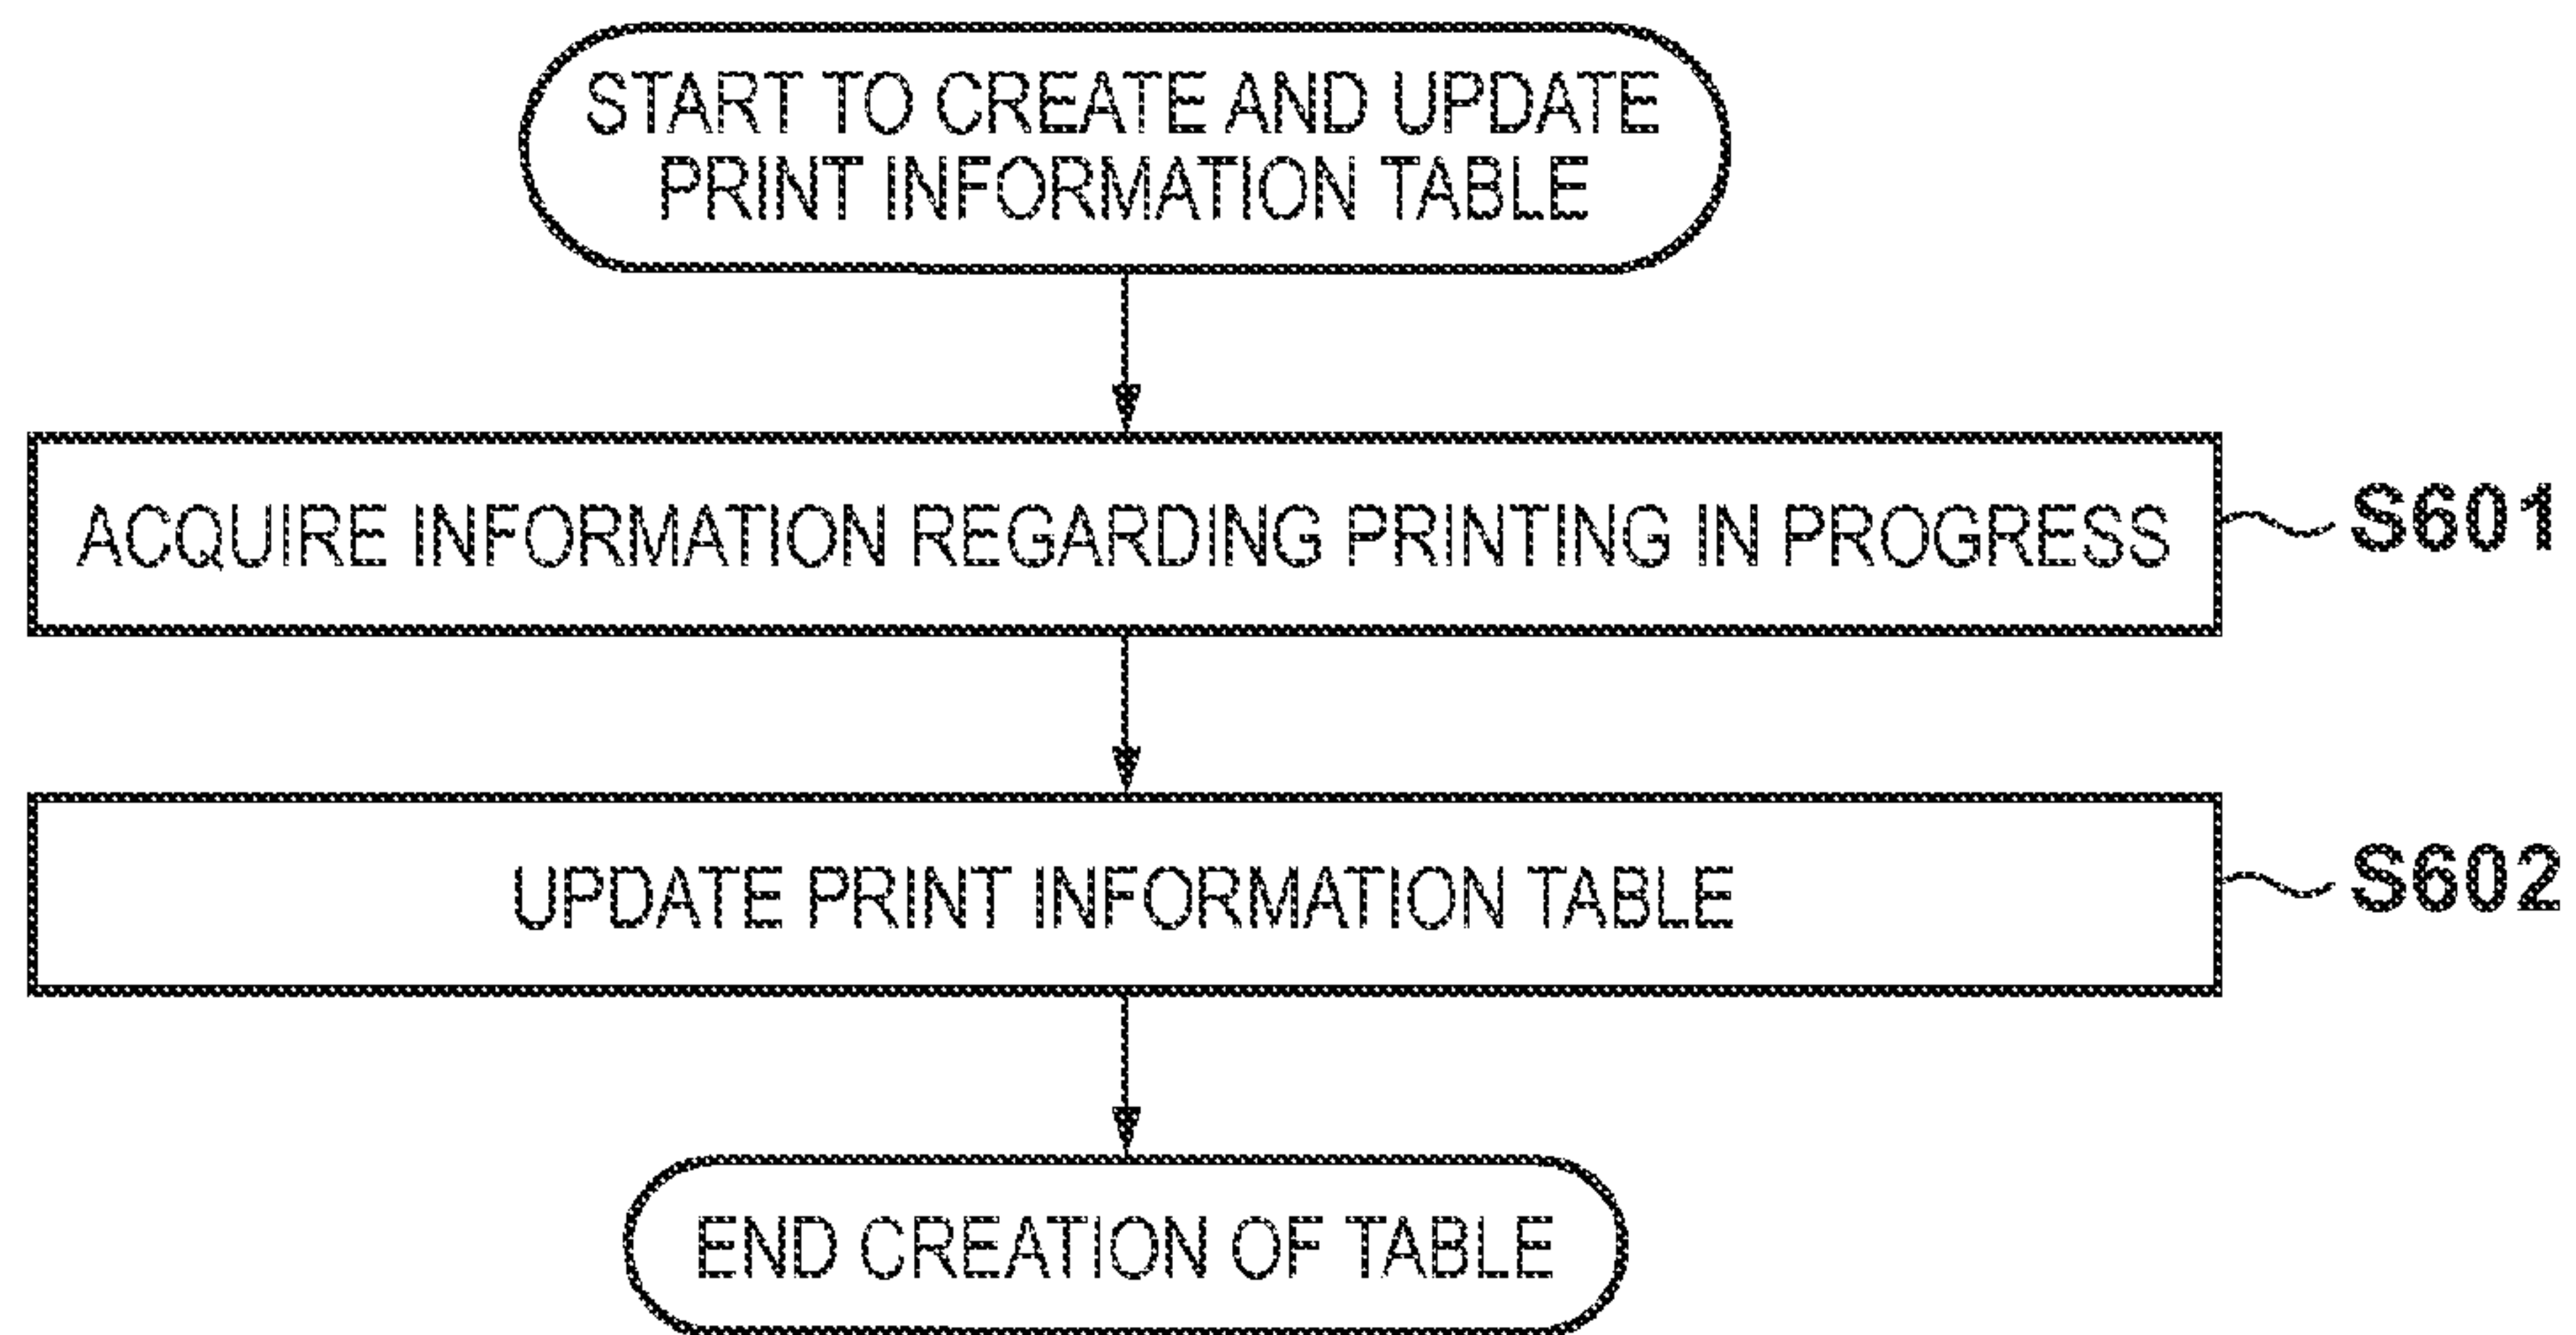 START TO CREATE AND UPDATE
PRINT INFORMATION TABLE
ACQUIRE INFORMATION REGARDING PRINTING IN PROGRESS
S601
UPDATE PRINT INFORMATION TABLE
S602
END CREATION OF TABLE